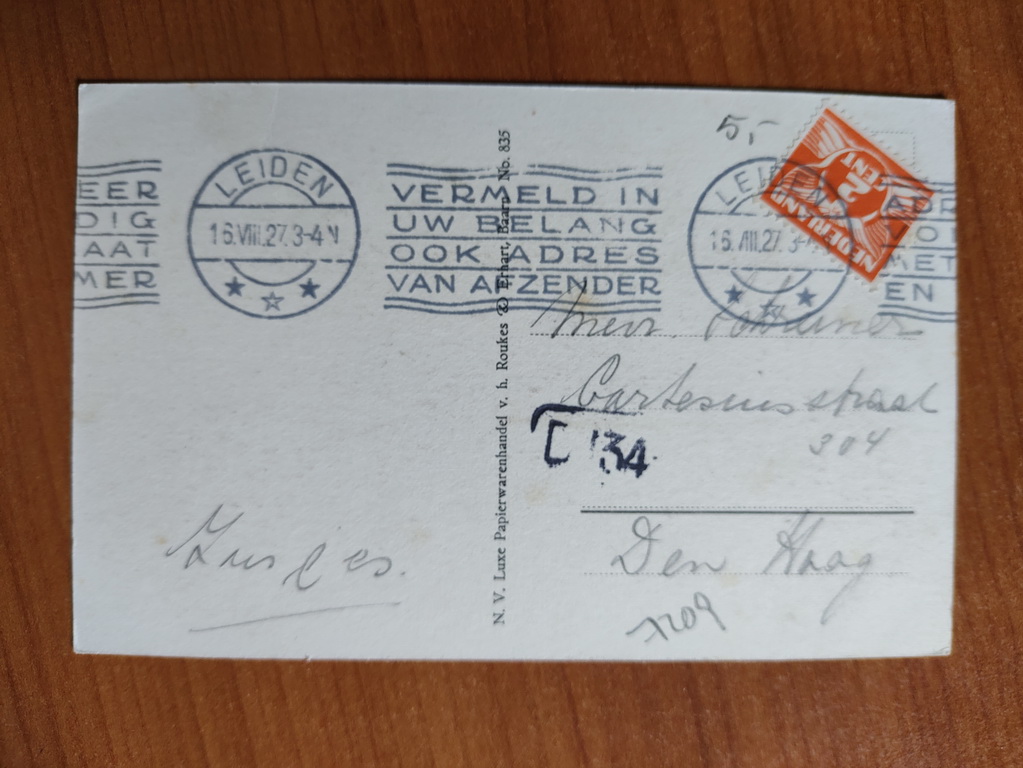 EER
DIG
AAT
MER
LEIDEN
16.VIII.27.3-4 N
VERMELD IN
UW BELANG
OOK ADRES
VAN AFZENDER
LEIDEN
16.VIII.27.3-4
ADR
MET
EN
5,-
NEDERLAND
2
CENT
Cartesiusstraat
304
Den Haag
7209
34
N. V. Luxe Papierwarenhandel v. h. Roukes & Erhart, Baarn No. 835